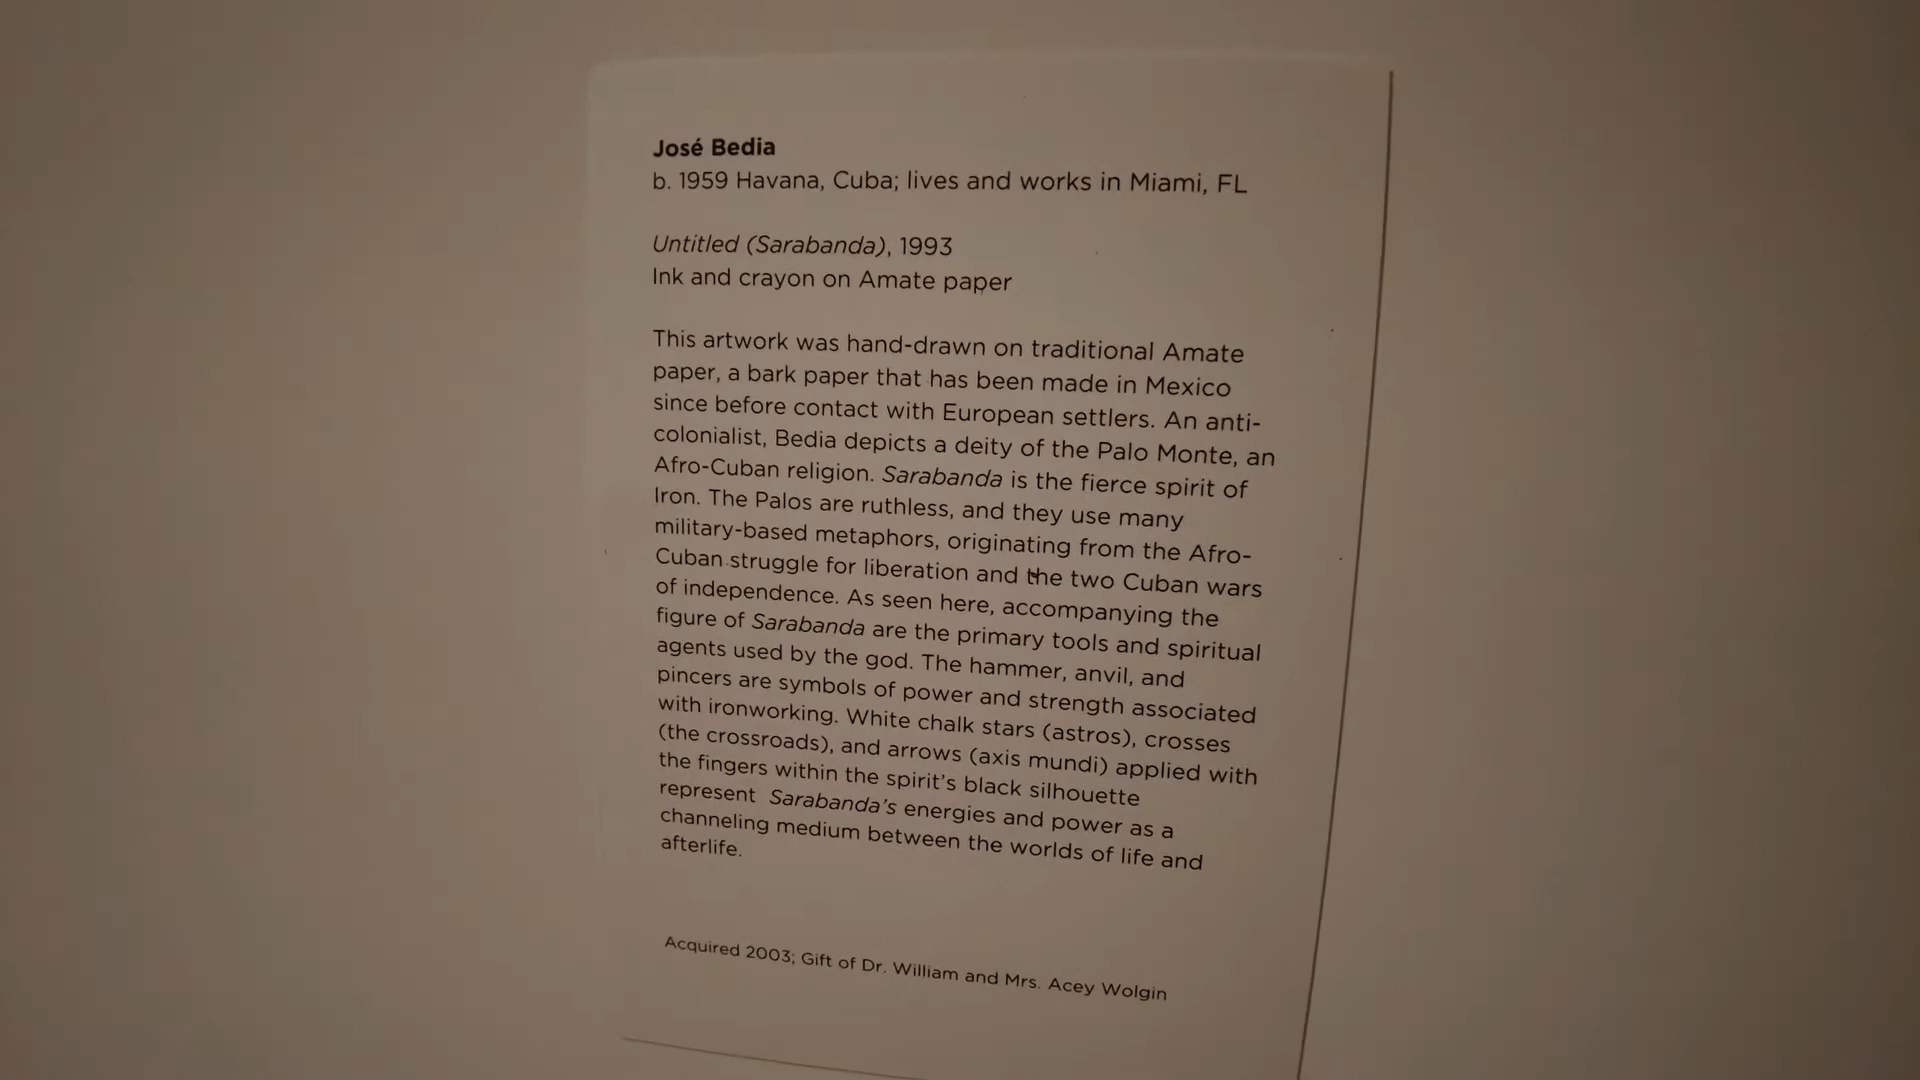 José Bedia
b. 1959 Havana, Cuba; lives and works in Miami, FL
Untitled (Sarabanda), 1993
Ink and crayon on Amate paper
This artwork was hand-drawn on traditional Amate
paper, a bark paper that has been made in Mexico
since before contact with European settlers. An anti-
colonialist, Bedia depicts a deity of the Palo Monte, an
Afro-Cuban religion. Sarabanda is the fierce spirit of
Iron. The Palos are ruthless, and they use many
military-based metaphors, originating from the Afro-
Cuban struggle for liberation and the two Cuban wars
of independence. As seen here, accompanying the
figure of Sarabanda are the primary tools and spiritual
agents used by the god. The hammer, anvil, and
pincers are symbols of power and strength associated
with ironworking. White chalk stars (astros), crosses
(the crossroads), and arrows (axis mundi) applied with
the fingers within the spirit's black silhouette
represent Sarabanda's energies and power as a
channeling medium between the worlds of life and
afterlife.
Acquired 2003; Gift of Dr. William and Mrs. Acey Wolgin